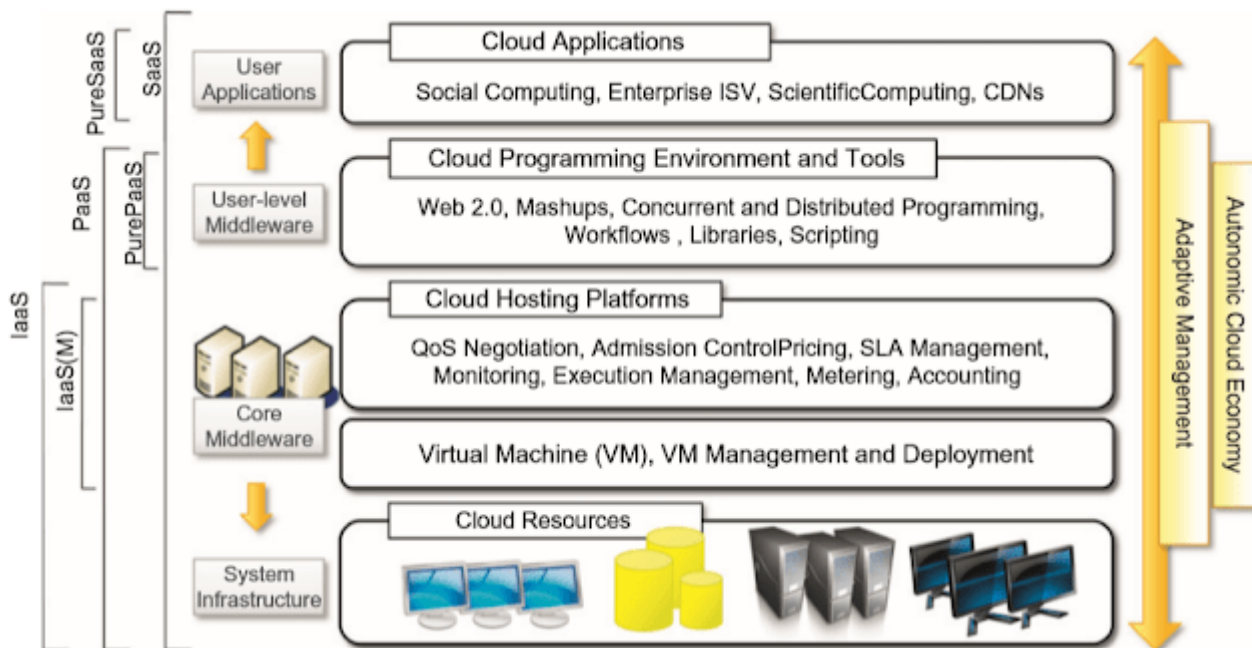 PureSaaS
SaaS
User
Applications
Cloud Applications
Social Computing, Enterprise ISV, ScientificComputing, CDNs
PaaS
PurePaaS
User-level
Middleware
Cloud Programming Environment and Tools
Web 2.0, Mashups, Concurrent and Distributed Programming,
Workflows , Libraries, Scripting
IaaS
IaaS(M)
Core
Middleware
Cloud Hosting Platforms
QoS Negotiation, Admission ControlPricing, SLA Management,
Monitoring, Execution Management, Metering, Accounting
Virtual Machine (VM), VM Management and Deployment
System
Infrastructure
Cloud Resources
Adaptive Management
Autonomic Cloud Economy